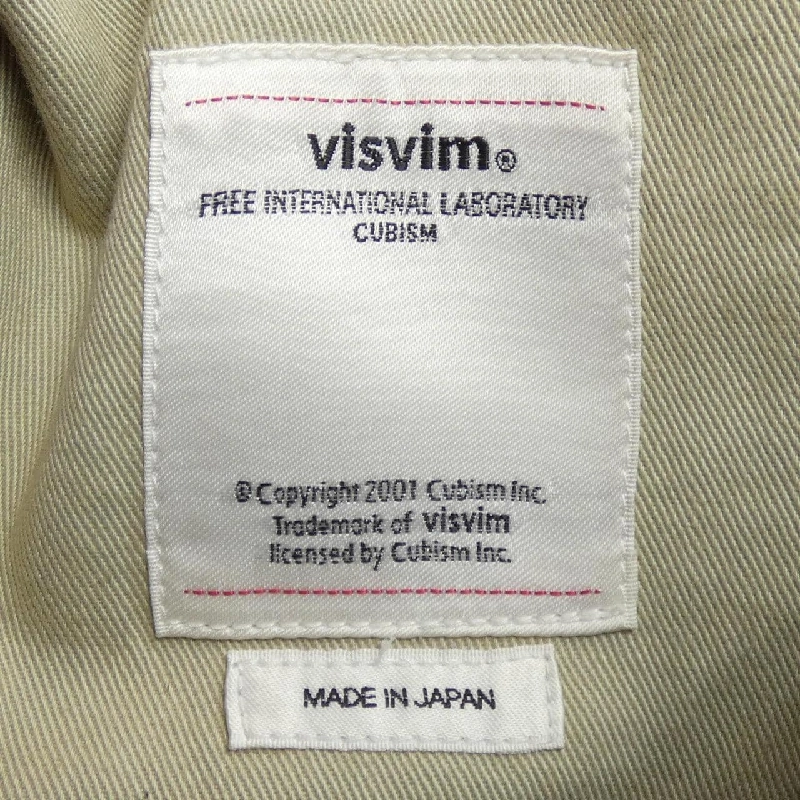 visvim®
FREE INTERNATIONAL LABORATORY
CUBISM
® Copyright 2001 Cubism Inc.
Trademark of visvim
licensed by Cubism Inc.
MADE IN JAPAN